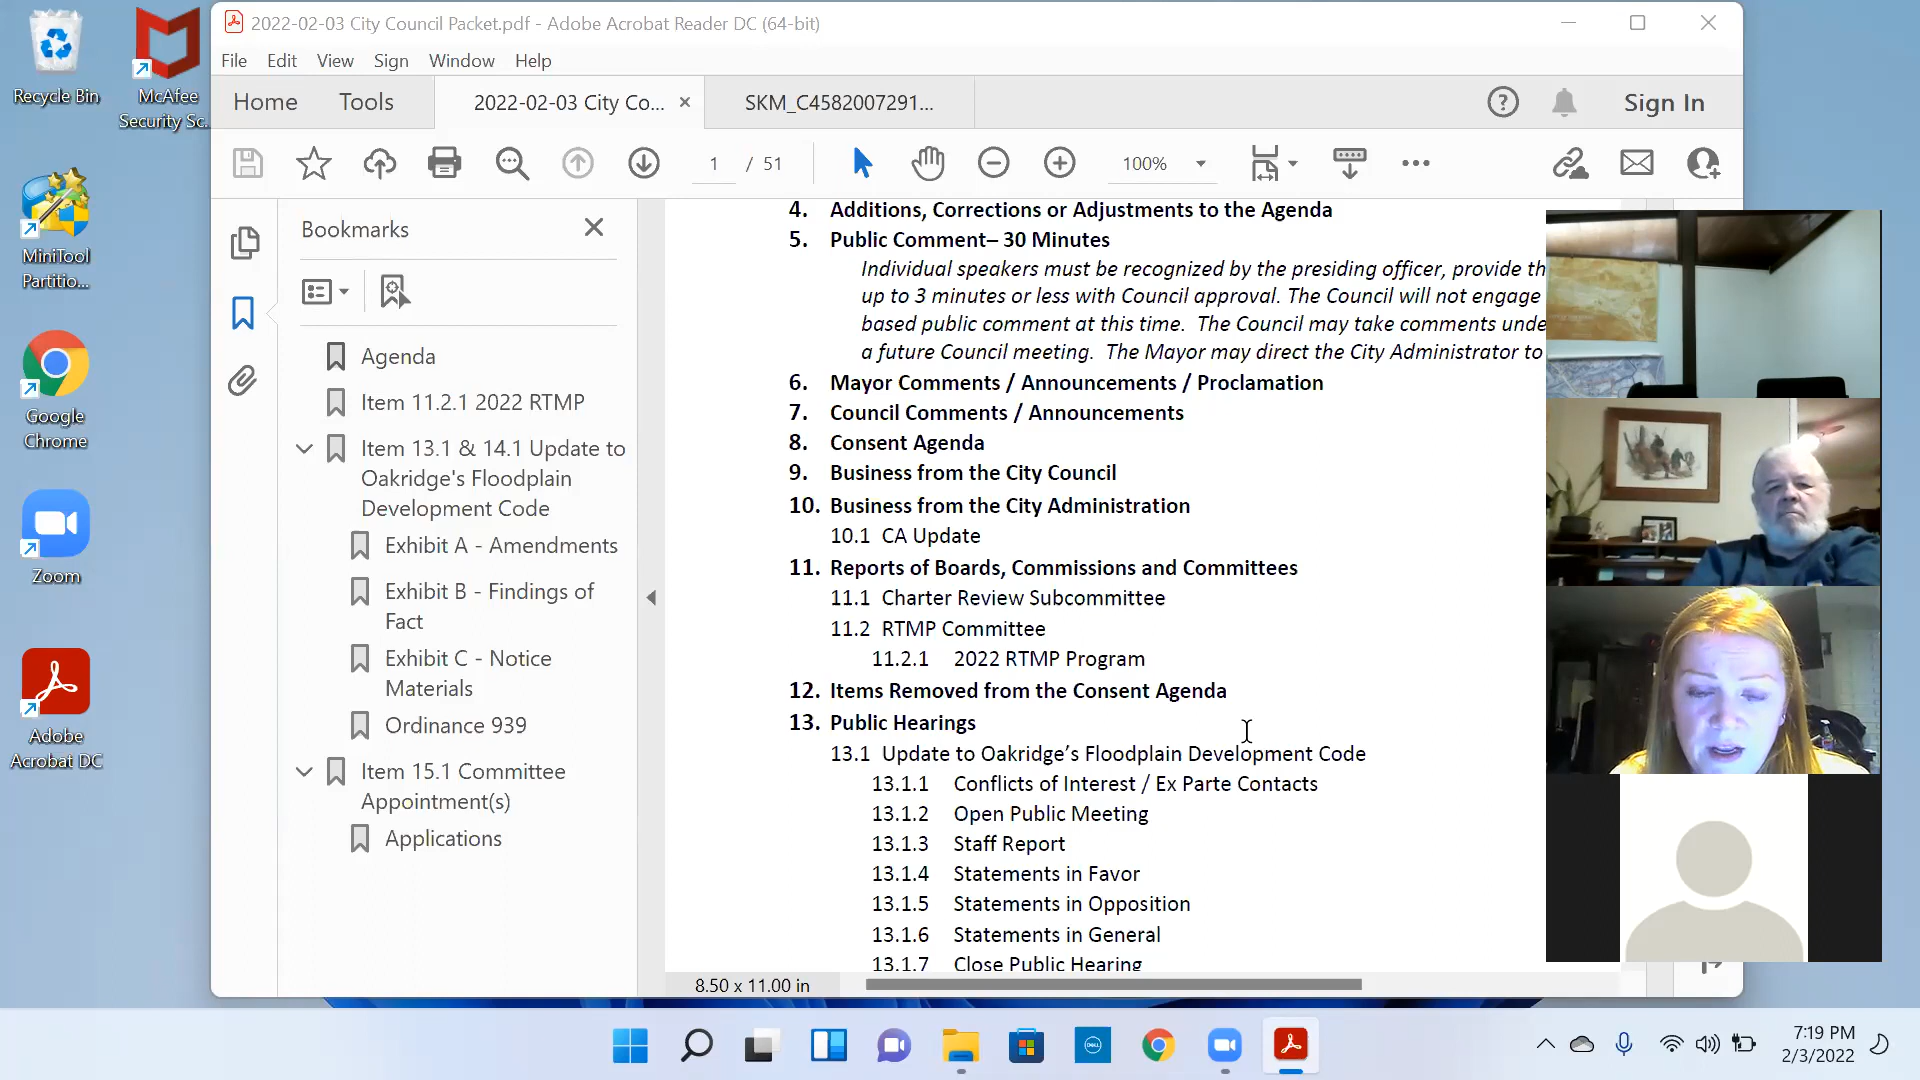 2022-02-03 City Council Packet.pdf - Adobe Acrobat Reader DC (64-bit)
File Edit View Sign Window Help
Home Tools 2022-02-03 City Co... SKM_C4582007291... Sign In
1 / 51 100%
Recycle Bin
McAfee
Security Sc...
MiniTool
Partitio...
Google
Chrome
Zoom
Adobe
Acrobat DC
Bookmarks
Agenda
Item 11.2.1 2022 RTMP
Item 13.1 & 14.1 Update to
Oakridge's Floodplain
Development Code
Exhibit A - Amendments
Exhibit B - Findings of
Fact
Exhibit C - Notice
Materials
Ordinance 939
Item 15.1 Committee
Appointment(s)
Applications
4. Additions, Corrections or Adjustments to the Agenda
5. Public Comment– 30 Minutes
Individual speakers must be recognized by the presiding officer, provide th
up to 3 minutes or less with Council approval. The Council will not engage
based public comment at this time. The Council may take comments unde
a future Council meeting. The Mayor may direct the City Administrator to
6. Mayor Comments / Announcements / Proclamation
7. Council Comments / Announcements
8. Consent Agenda
9. Business from the City Council
10. Business from the City Administration
10.1 CA Update
11. Reports of Boards, Commissions and Committees
11.1 Charter Review Subcommittee
11.2 RTMP Committee
11.2.1 2022 RTMP Program
12. Items Removed from the Consent Agenda
13. Public Hearings
13.1 Update to Oakridge’s Floodplain Development Code
13.1.1 Conflicts of Interest / Ex Parte Contacts
13.1.2 Open Public Meeting
13.1.3 Staff Report
13.1.4 Statements in Favor
13.1.5 Statements in Opposition
13.1.6 Statements in General
13.1.7 Close Public Hearing
8.50 x 11.00 in
DELL
7:19 PM
2/3/2022